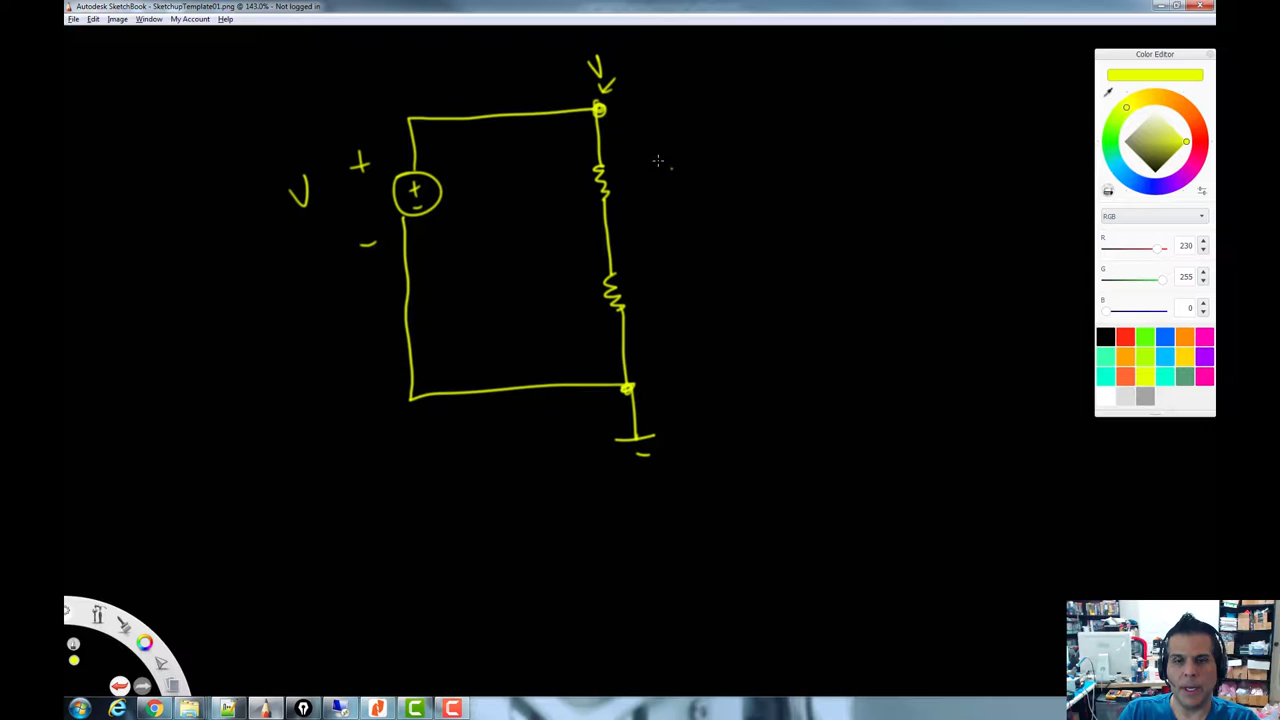 Autodesk SketchBook - SketchupTemplate01.png @ 143.0% - Not logged in
File Edit Image Window My Account Help
V
+
V
+
-
-
Color Editor
RGB
R 230
G 255
B 0